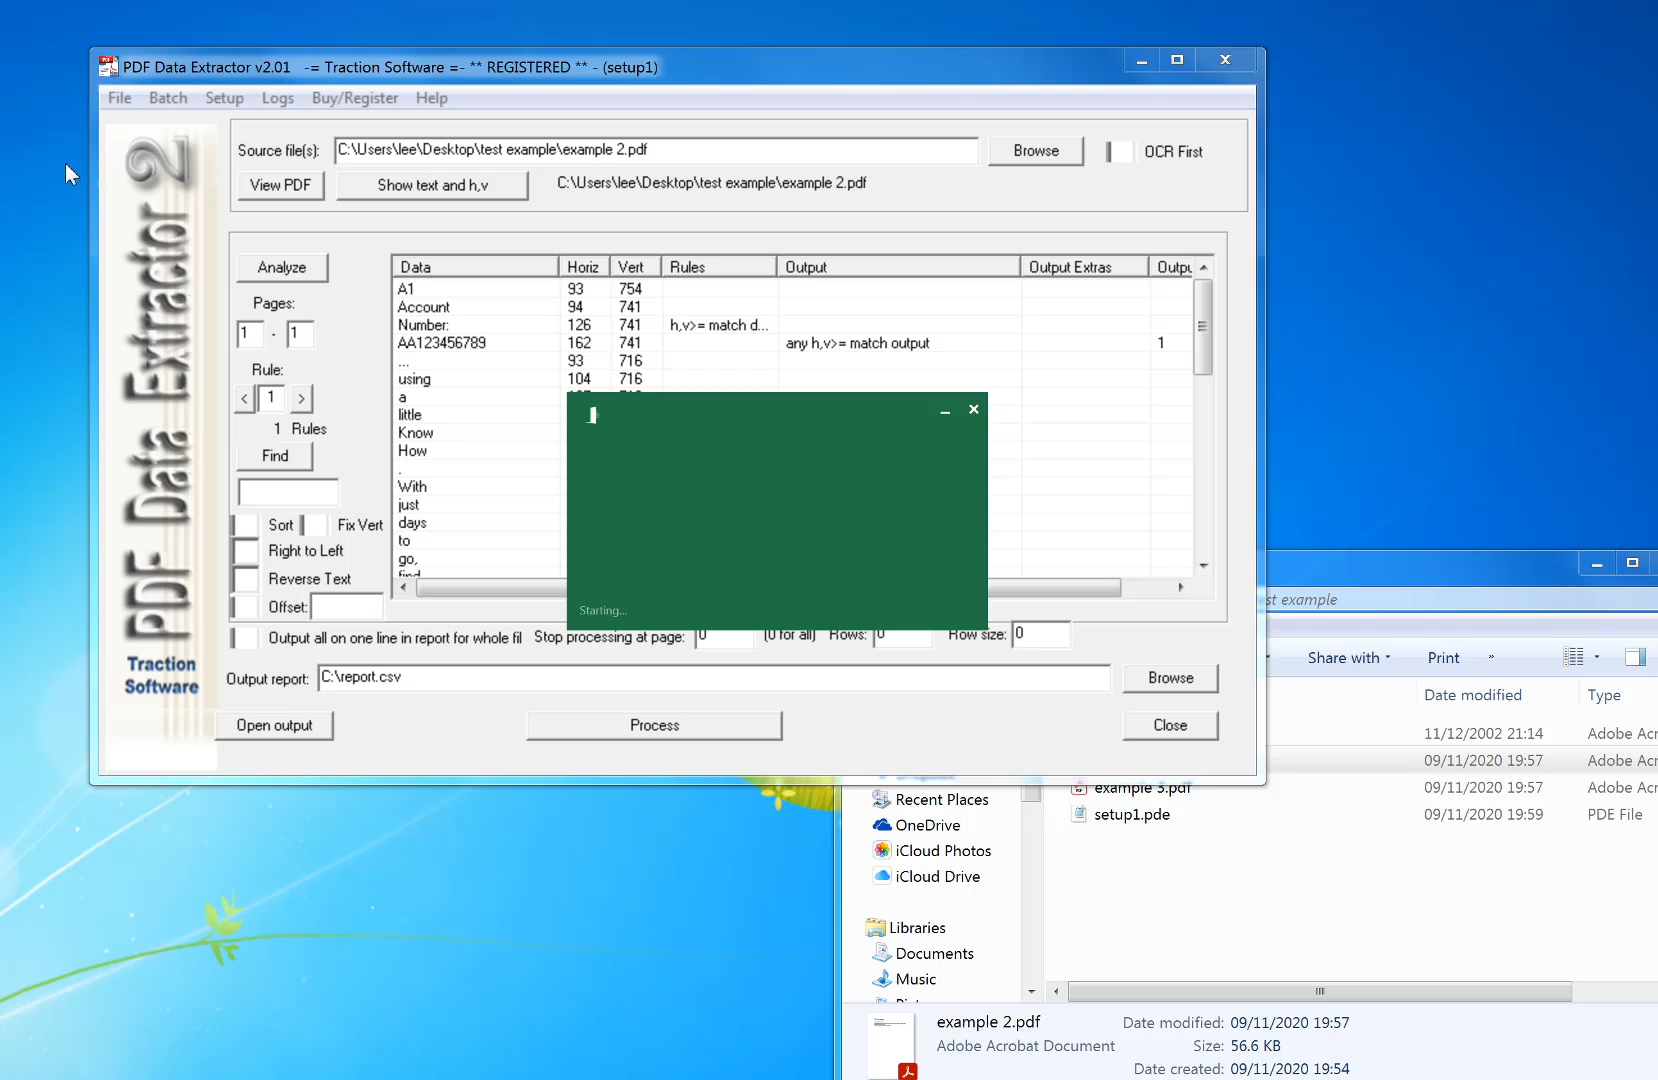 PDF Data Extractor v2.01 -= Traction Software =- ** REGISTERED ** - (setup1)
File Batch Setup Logs Buy/Register Help
PDF Data Extractor 2
Traction
Software
Source file(s): C:\Users\lee\Desktop\test example\example 2.pdf Browse OCR First
View PDF Show text and h,v C:\Users\lee\Desktop\test example\example 2.pdf
Analyze
Pages:
1 - 1
Rule:
< 1 >
1 Rules
Find
Sort Fix Vert
Right to Left
Reverse Text
Offset:
Data Horiz Vert Rules Output Output Extras Outpu
A1 93 754
Account 94 741
Number: 126 741 h,v>= match d...
AA123456789 162 741 any h,v>= match output 1
... 93 716
using 104 716
a
little
Know
How
.
With
just
days
to
go,
find
Starting...
Output all on one line in report for whole fil Stop processing at page: 0 (0 for all) Rows: 0 Row size: 0
Output report: C:\report.csv Browse
Open output Process Close
st example
Share with Print »
Date modified Type
11/12/2002 21:14 Adobe Acr
09/11/2020 19:57 Adobe Acr
example 3.pdf 09/11/2020 19:57 Adobe Acr
setup1.pde 09/11/2020 19:59 PDE File
Recent Places
OneDrive
iCloud Photos
iCloud Drive
Libraries
Documents
Music
example 2.pdf Date modified: 09/11/2020 19:57
Adobe Acrobat Document Size: 56.6 KB
Date created: 09/11/2020 19:54